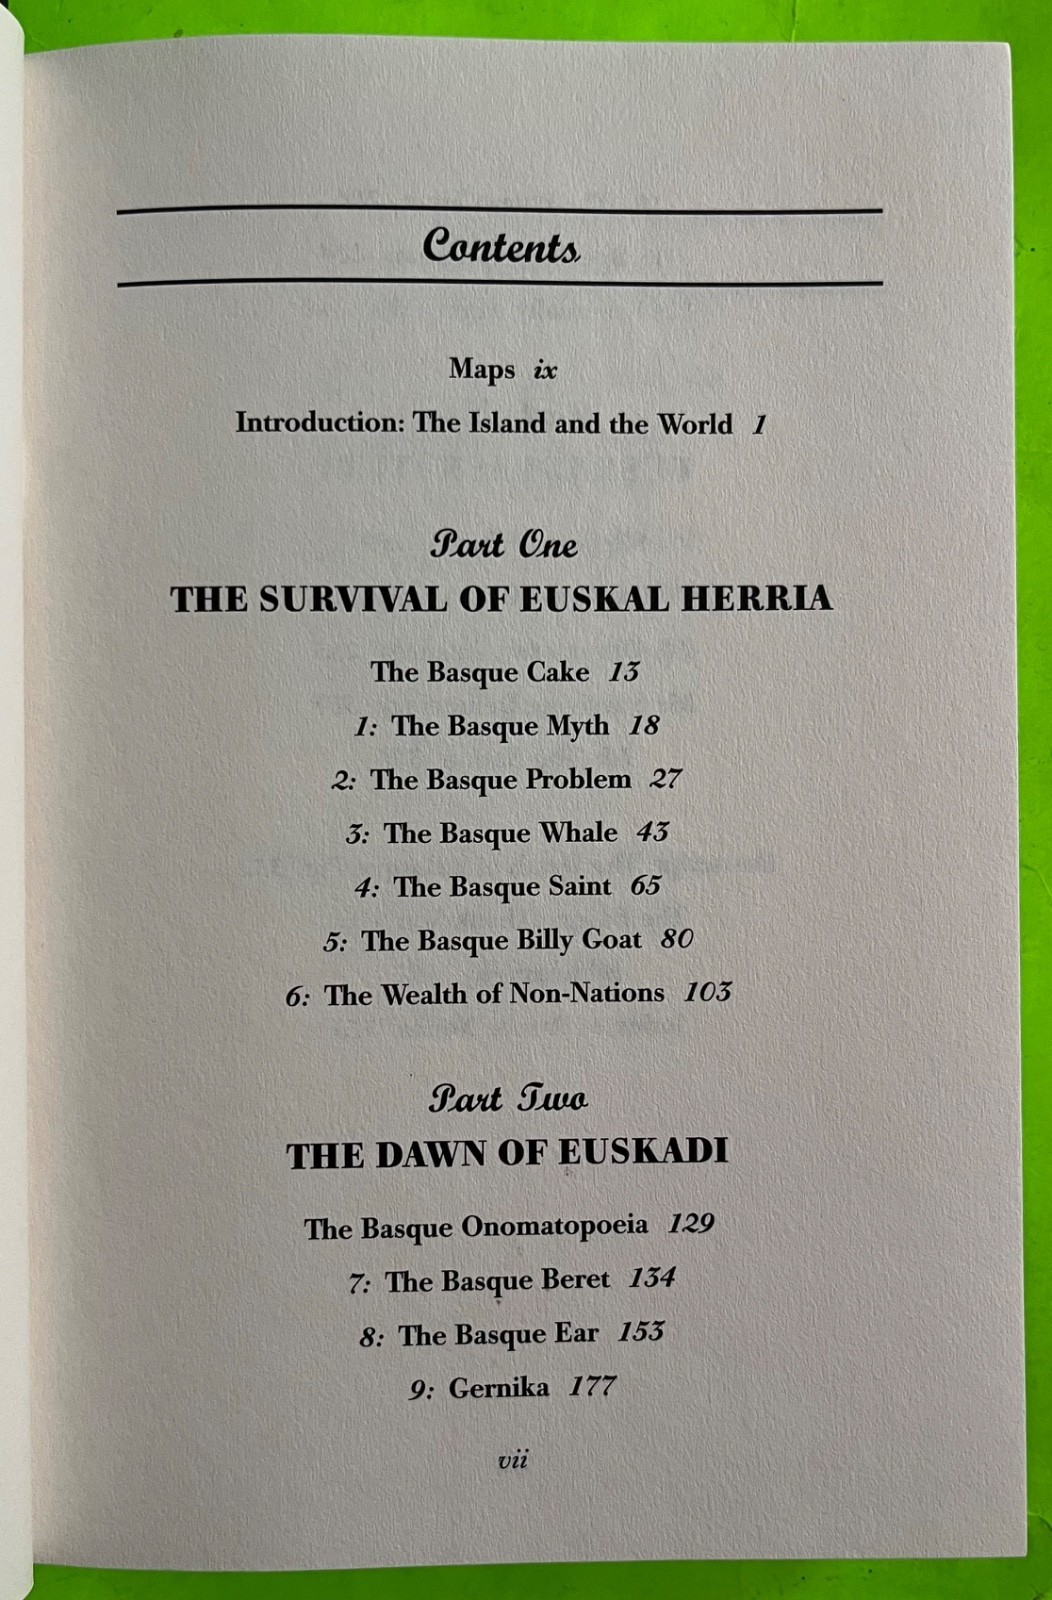 Contents
Maps ix
Introduction: The Island and the World 1
Part One
THE SURVIVAL OF EUSKAL HERRIA
The Basque Cake 13
1: The Basque Myth 18
2: The Basque Problem 27
3: The Basque Whale 43
4: The Basque Saint 65
5: The Basque Billy Goat 80
6: The Wealth of Non-Nations 103
Part Two
THE DAWN OF EUSKADI
The Basque Onomatopoeia 129
7: The Basque Beret 134
8: The Basque Ear 153
9: Gernika 177
vii